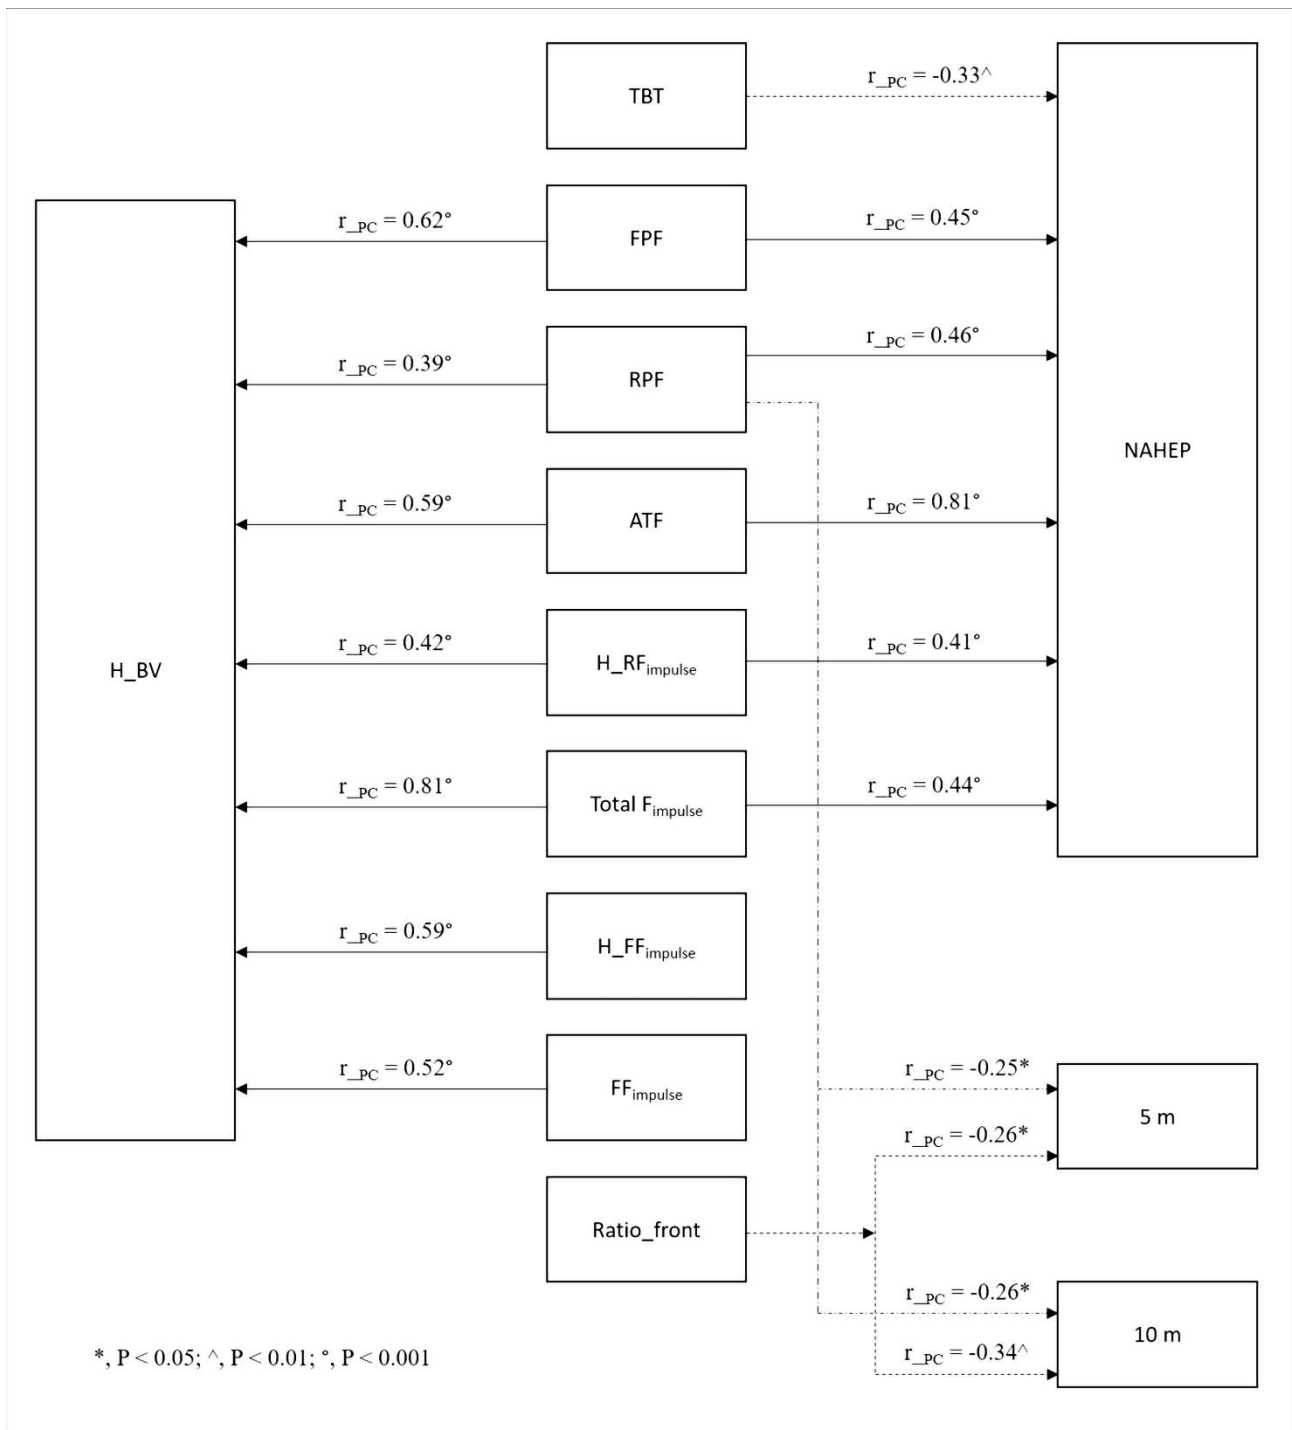 TBT
r_PC = -0.33^
r_PC = 0.62°
FPF
r_PC = 0.45°
r_PC = 0.39°
RPF
r_PC = 0.46°
NAHEP
r_PC = 0.59°
ATF
r_PC = 0.81°
H_BV
r_PC = 0.42°
H_RFimpulse
r_PC = 0.41°
r_PC = 0.81°
Total Fimpulse
r_PC = 0.44°
r_PC = 0.59°
H_FFimpulse
r_PC = 0.52°
FFimpulse
r_PC = -0.25*
5 m
r_PC = -0.26*
Ratio_front
r_PC = -0.26*
10 m
r_PC = -0.34^
*, P < 0.05; ^, P < 0.01; °, P < 0.001